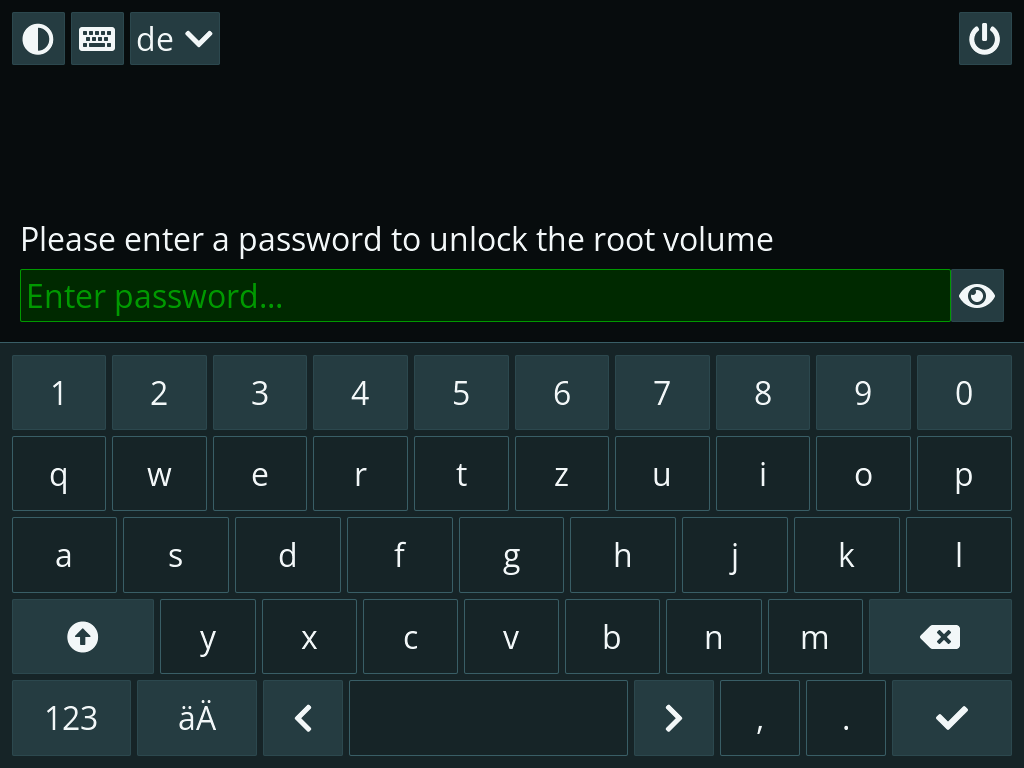 de
Please enter a password to unlock the root volume
Enter password...
1 2 3 4 5 6 7 8 9 0
q w e r t z u i o p
a s d f g h j k l
y x c v b n m
123 äÄ , .